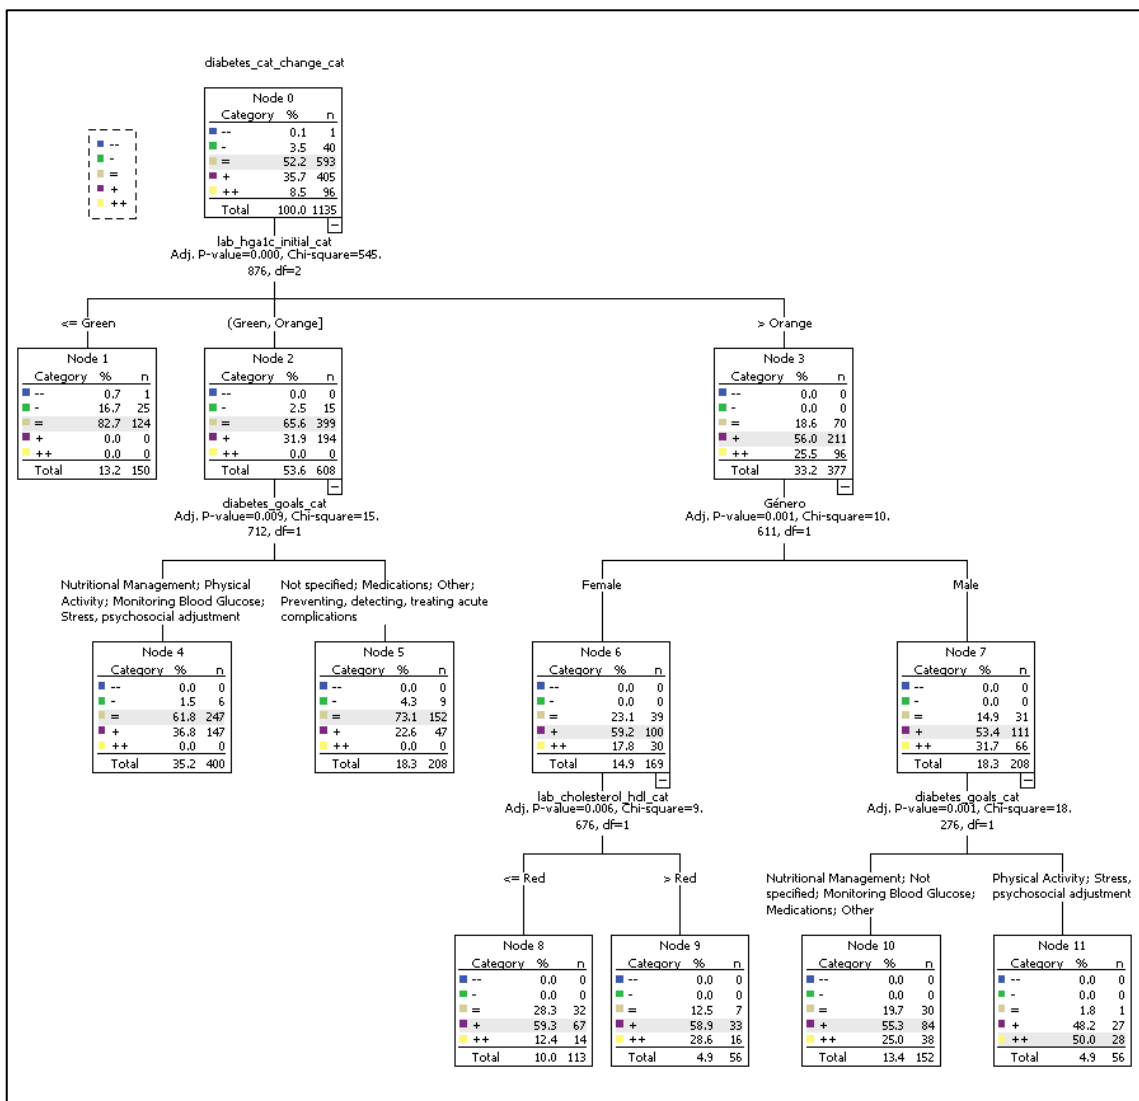 diabetes_cat_change_cat
--
-
=
+
++
Node 0
Category % n
-- 0.1 1
- 3.5 40
= 52.2 593
+ 35.7 405
++ 8.5 96
Total 100.0 1135
lab_hga1c_initial_cat
Adj. P-value=0.000, Chi-square=545.
876, df=2
<= Green
(Green, Orange]
> Orange
Node 1
Category % n
-- 0.7 1
- 16.7 25
= 82.7 124
+ 0.0 0
++ 0.0 0
Total 13.2 150
Node 2
Category % n
-- 0.0 0
- 2.5 15
= 65.6 399
+ 31.9 194
++ 0.0 0
Total 53.6 608
Node 3
Category % n
-- 0.0 0
- 0.0 0
= 18.6 70
+ 56.0 211
++ 25.5 96
Total 33.2 377
diabetes_goals_cat
Adj. P-value=0.009, Chi-square=15.
712, df=1
Género
Adj. P-value=0.001, Chi-square=10.
611, df=1
Nutritional Management; Physical
Activity; Monitoring Blood Glucose;
Stress, psychosocial adjustment
Not specified; Medications; Other;
Preventing, detecting, treating acute
complications
Female
Male
Node 4
Category % n
-- 0.0 0
- 1.5 6
= 61.8 247
+ 36.8 147
++ 0.0 0
Total 35.2 400
Node 5
Category % n
-- 0.0 0
- 4.3 9
= 73.1 152
+ 22.6 47
++ 0.0 0
Total 18.3 208
Node 6
Category % n
-- 0.0 0
- 0.0 0
= 23.1 39
+ 59.2 100
++ 17.8 30
Total 14.9 169
Node 7
Category % n
-- 0.0 0
- 0.0 0
= 14.9 31
+ 53.4 111
++ 31.7 66
Total 18.3 208
lab_cholesterol_hdl_cat
Adj. P-value=0.006, Chi-square=9.
676, df=1
diabetes_goals_cat
Adj. P-value=0.001, Chi-square=18.
276, df=1
<= Red
> Red
Nutritional Management; Not
specified; Monitoring Blood Glucose;
Medications; Other
Physical Activity; Stress,
psychosocial adjustment
Node 8
Category % n
-- 0.0 0
- 0.0 0
= 28.3 32
+ 59.3 67
++ 12.4 14
Total 10.0 113
Node 9
Category % n
-- 0.0 0
- 0.0 0
= 12.5 7
+ 58.9 33
++ 28.6 16
Total 4.9 56
Node 10
Category % n
-- 0.0 0
- 0.0 0
= 19.7 30
+ 55.3 84
++ 25.0 38
Total 13.4 152
Node 11
Category % n
-- 0.0 0
- 0.0 0
= 1.8 1
+ 48.2 27
++ 50.0 28
Total 4.9 56